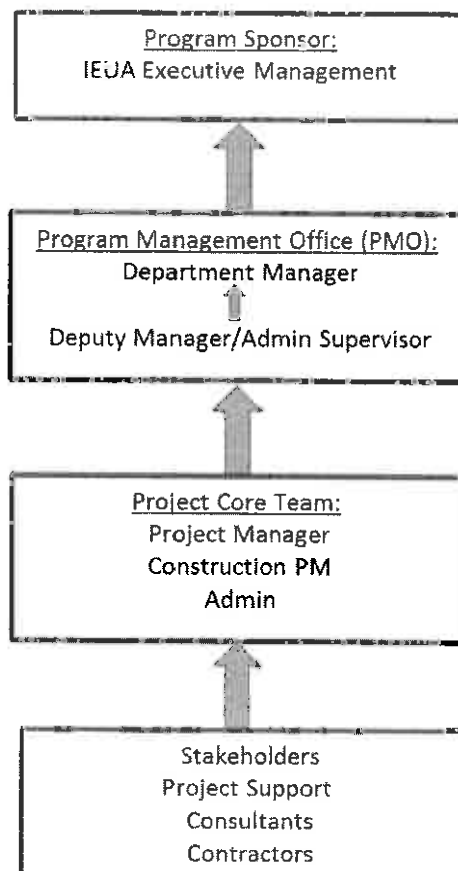 Program Sponsor:
IEUA Executive Management
Program Management Office (PMO):
Department Manager
Deputy Manager/Admin Supervisor
Project Core Team:
Project Manager
Construction PM
Admin
Stakeholders
Project Support
Consultants
Contractors